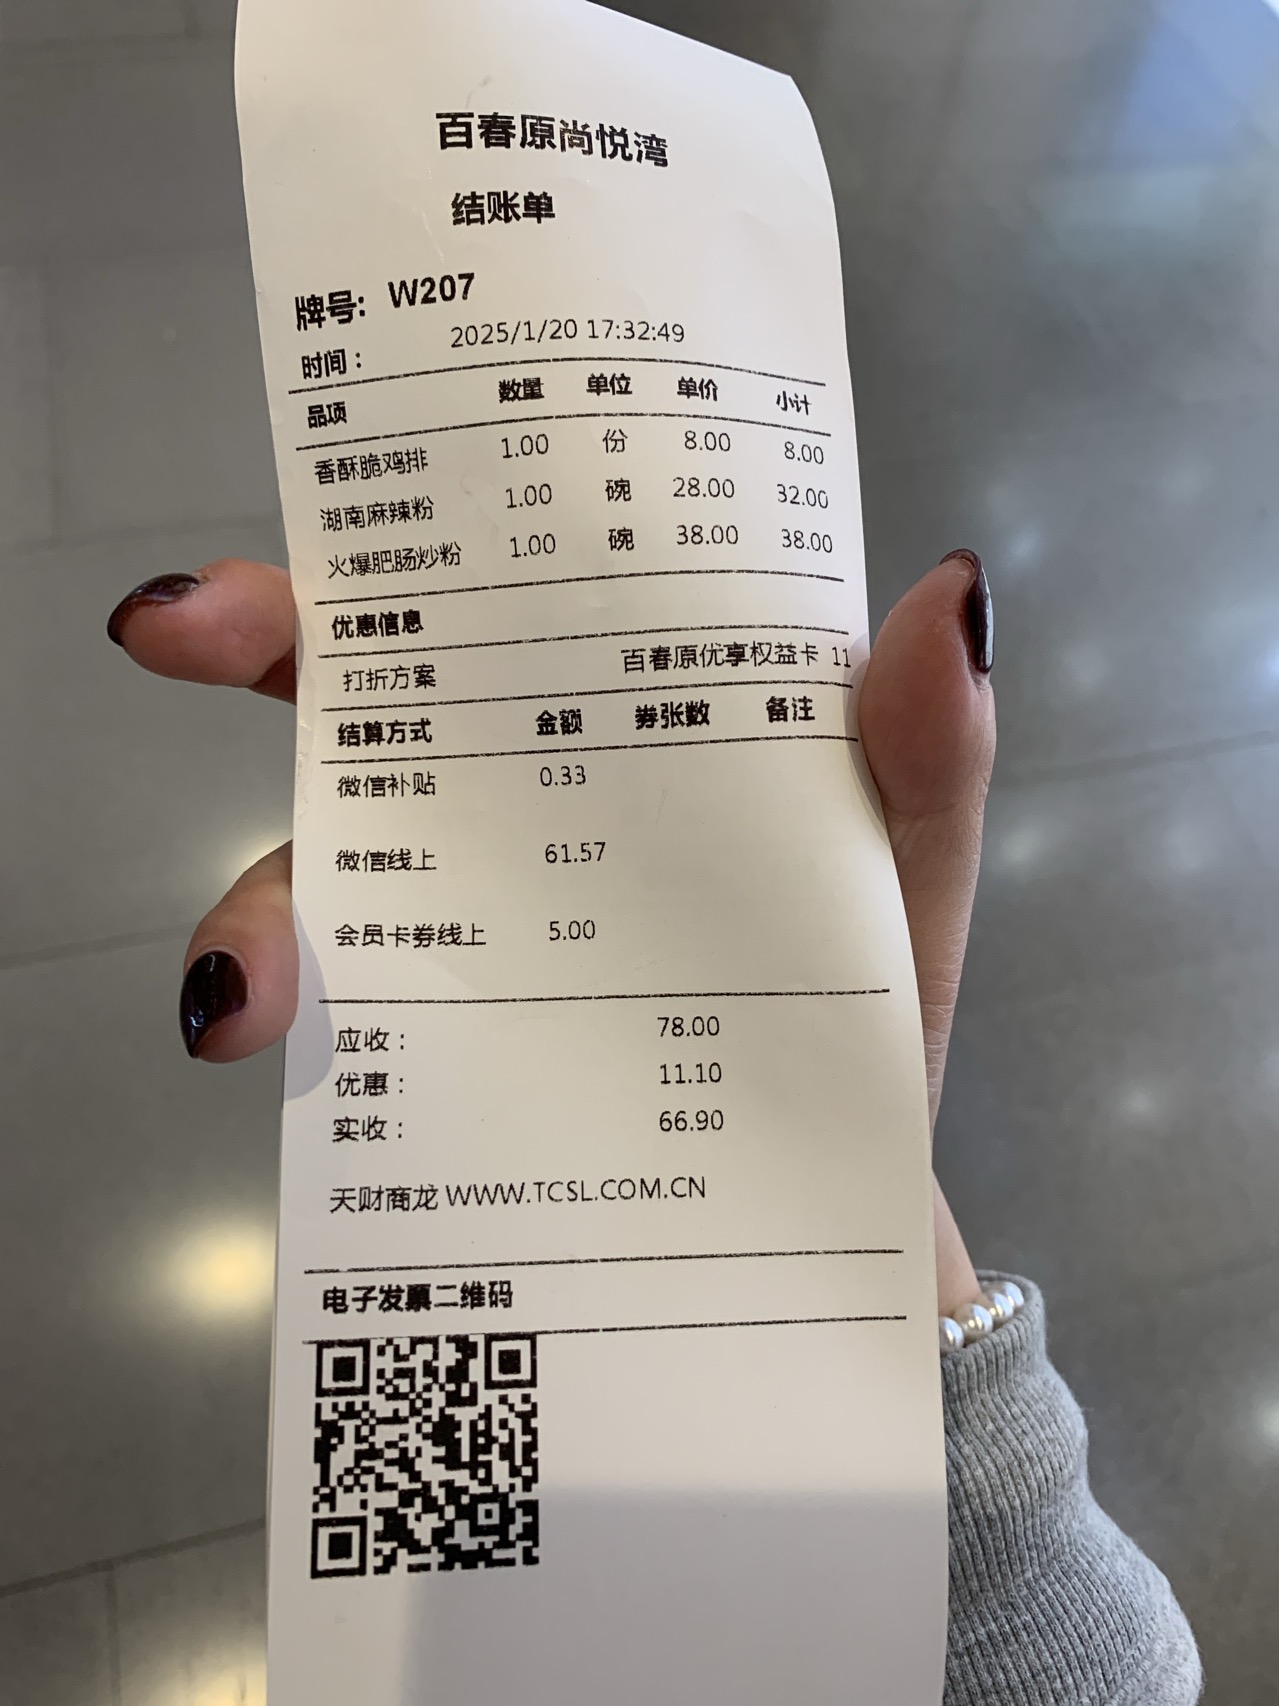 百春原尚悦湾
结账单
牌号: W207
时间： 2025/1/20 17:32:49
品项 数量 单位 单价 小计
香酥脆鸡排 1.00 份 8.00 8.00
湖南麻辣粉 1.00 碗 28.00 32.00
火爆肥肠炒粉 1.00 碗 38.00 38.00
优惠信息
打折方案 百春原优享权益卡 11
结算方式 金额 券张数 备注
微信补贴 0.33
微信线上 61.57
会员卡券线上 5.00
应收： 78.00
优惠： 11.10
实收： 66.90
天财商龙 WWW.TCSL.COM.CN
电子发票二维码